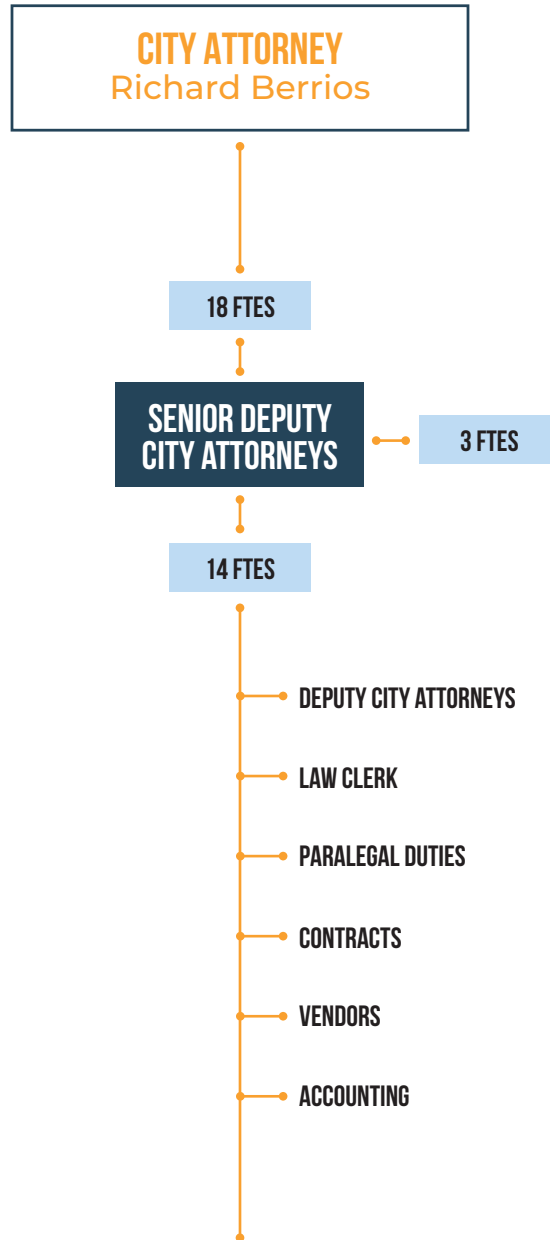 CITY ATTORNEY
Richard Berrios
18 FTES
SENIOR DEPUTY
CITY ATTORNEYS
3 FTES
14 FTES
DEPUTY CITY ATTORNEYS
LAW CLERK
PARALEGAL DUTIES
CONTRACTS
VENDORS
ACCOUNTING